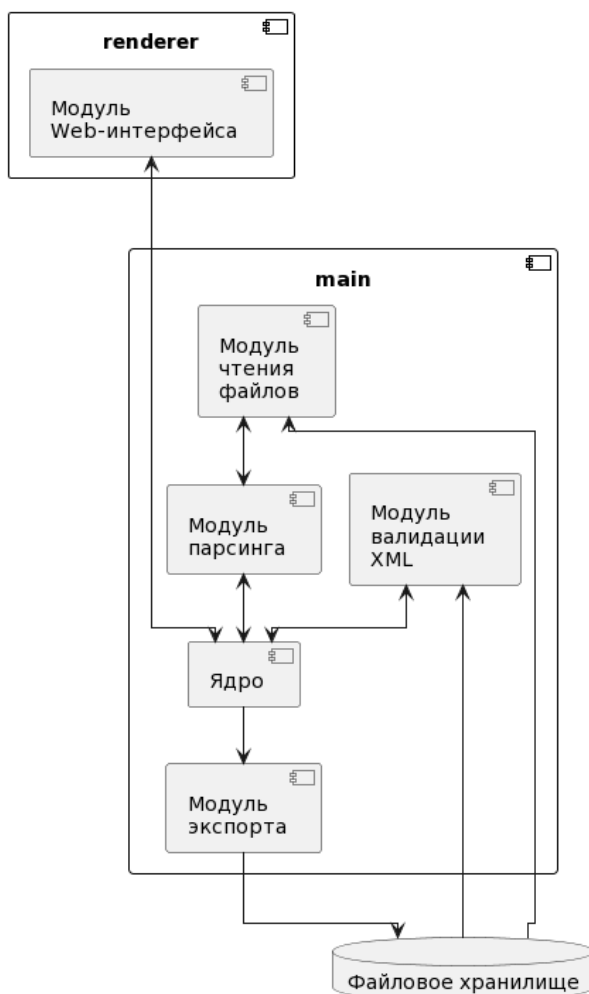 renderer
Модуль
Web-интерфейса
main
Модуль
чтения
файлов
Модуль
парсинга
Модуль
валидации
XML
Ядро
Модуль
экспорта
Файловое хранилище